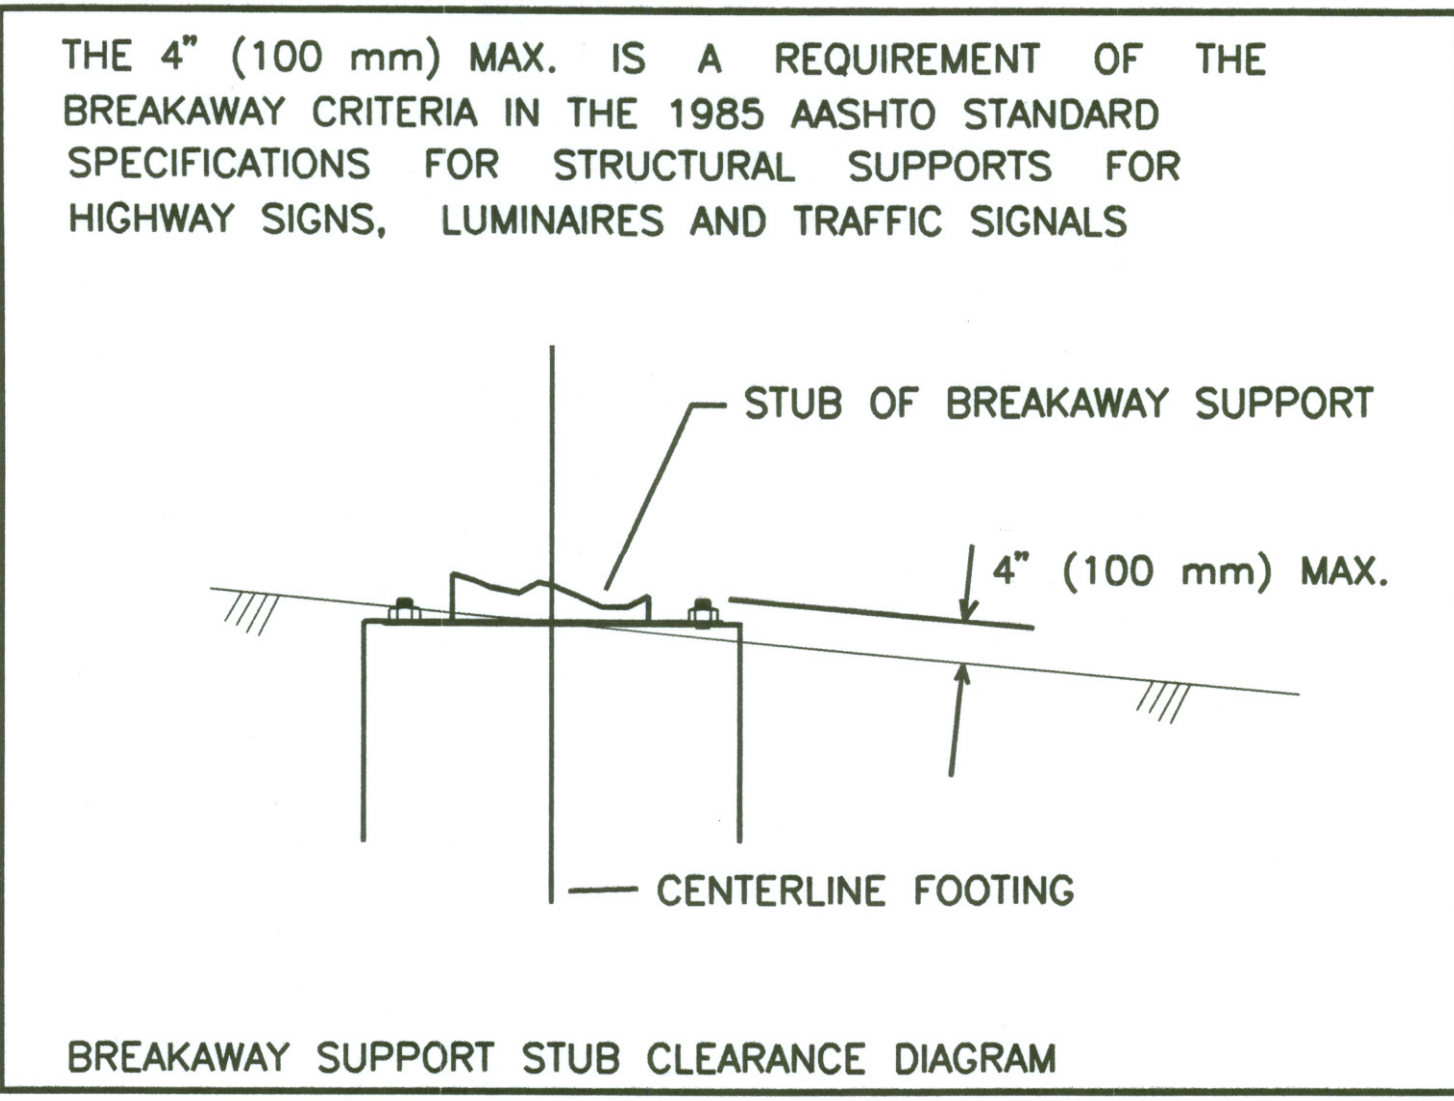 THE 4" (100 mm) MAX. IS A REQUIREMENT OF THE
BREAKAWAY CRITERIA IN THE 1985 AASHTO STANDARD
SPECIFICATIONS FOR STRUCTURAL SUPPORTS FOR
HIGHWAY SIGNS, LUMINAIRES AND TRAFFIC SIGNALS
STUB OF BREAKAWAY SUPPORT
4" (100 mm) MAX.
CENTERLINE FOOTING
BREAKAWAY SUPPORT STUB CLEARANCE DIAGRAM